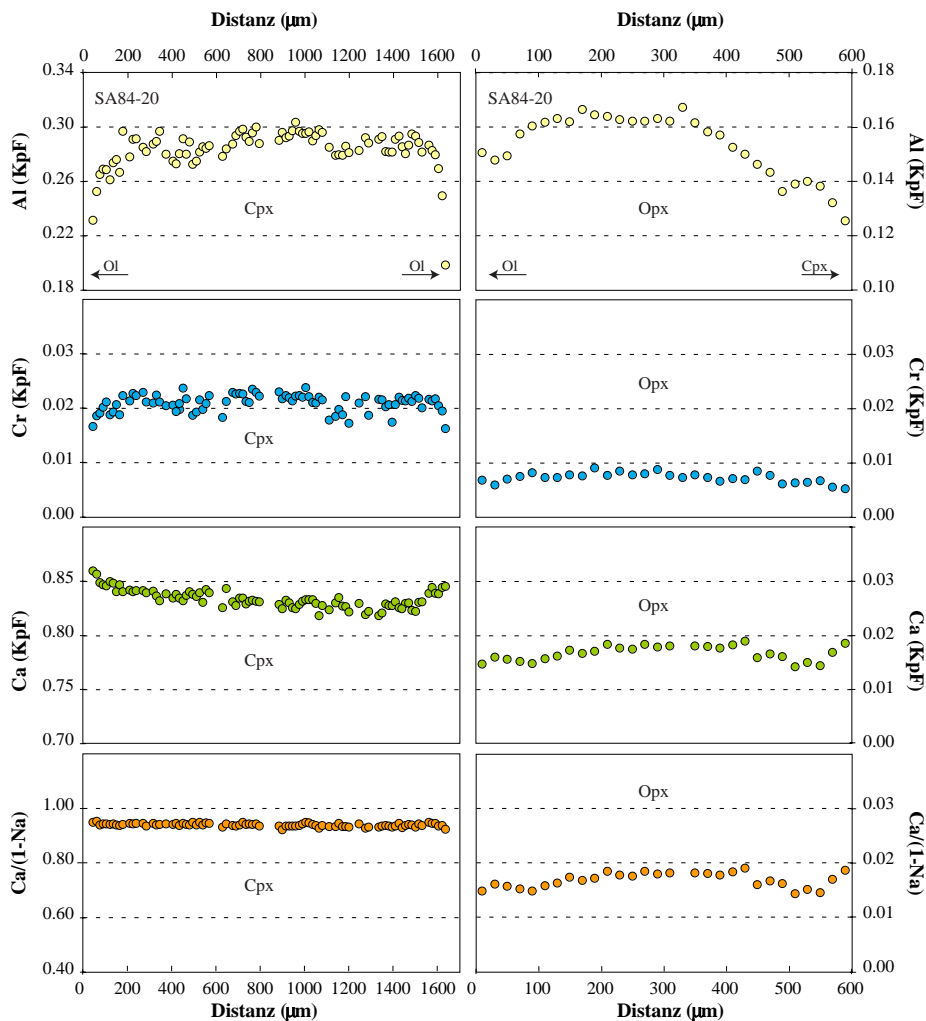 Distanz (µm) Distanz (µm)
0 200 400 600 800 1000 1200 1400 1600 0 100 200 300 400 500 600
0.34 0.18
SA84-20 SA84-20
0.30 0.16
Al (KpF) Al (KpF)
0.26 0.14
Cpx Opx
0.22 0.12
Ol Ol Ol Cpx
0.18 0.10
0.03 0.03
Opx
Cr (KpF) Cr (KpF)
0.02 0.02
Cpx
0.01 0.01
0.00 0.00
0.85 0.03
Opx
Ca (KpF) Ca (KpF)
0.80 0.02
Cpx
0.75 0.01
0.70 0.00
Opx
1.00 0.03
Ca/(1-Na) Ca/(1-Na)
0.80 0.02
Cpx
0.60 0.01
0.40 0.00
0 200 400 600 800 1000 1200 1400 1600 0 100 200 300 400 500 600
Distanz (µm) Distanz (µm)